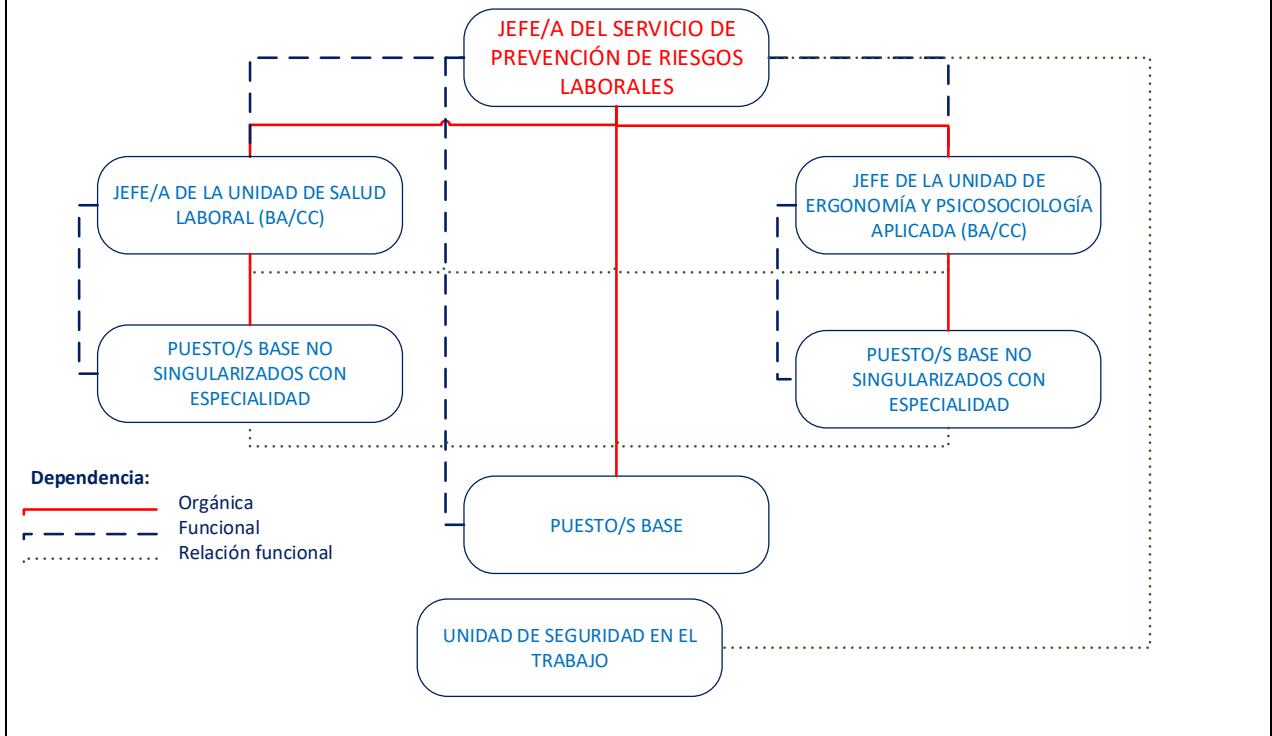 JEFE/A DEL SERVICIO DE
PREVENCIÓN DE RIESGOS
LABORALES
JEFE/A DE LA UNIDAD DE SALUD
LABORAL (BA/CC)
JEFE DE LA UNIDAD DE
ERGONOMÍA Y PSICOSOCIOLOGÍA
APLICADA (BA/CC)
PUESTO/S BASE NO
SINGULARIZADOS CON
ESPECIALIDAD
PUESTO/S BASE NO
SINGULARIZADOS CON
ESPECIALIDAD
Dependencia:
Orgánica
Funcional
Relación funcional
PUESTO/S BASE
UNIDAD DE SEGURIDAD EN EL
TRABAJO